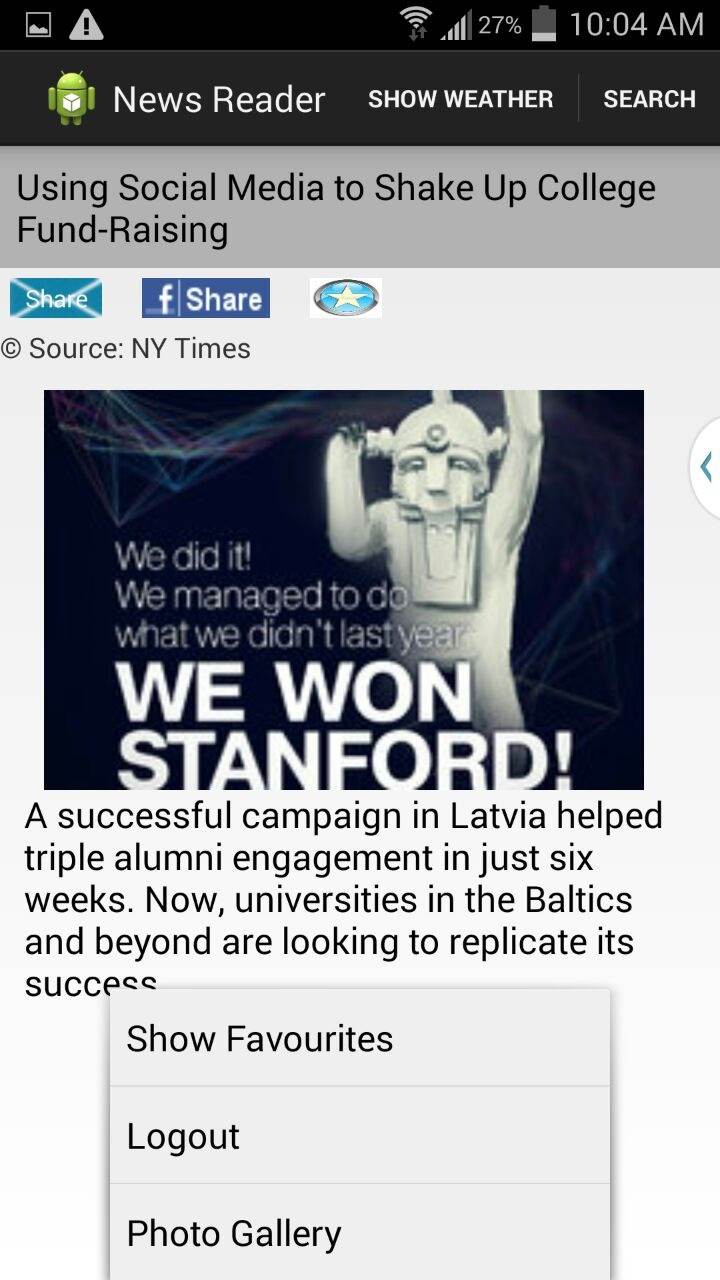 27% 10:04 AM
News Reader SHOW WEATHER SEARCH
Using Social Media to Shake Up College
Fund-Raising
Share f Share
© Source: NY Times
We did it!
We managed to do
what we didn't last year
WE WON
STANFORD!
A successful campaign in Latvia helped
triple alumni engagement in just six
weeks. Now, universities in the Baltics
and beyond are looking to replicate its
success
Show Favourites
Logout
Photo Gallery